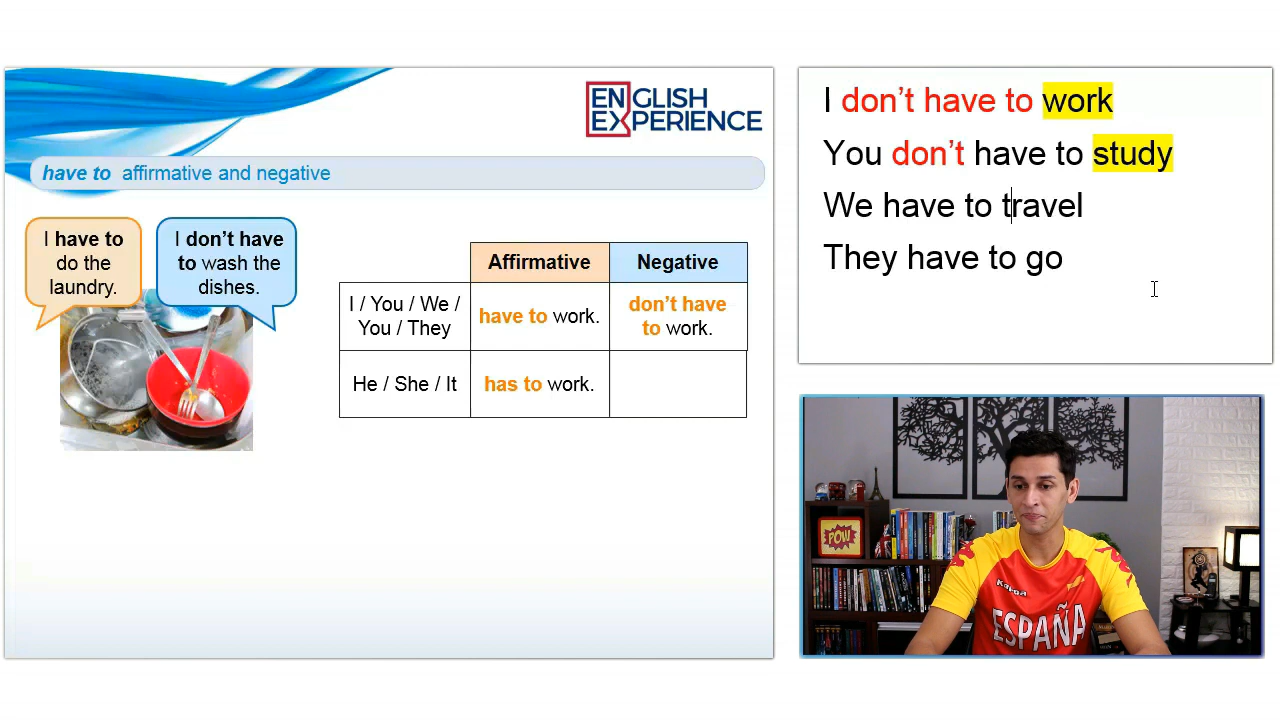 ENGLISH
EXPERIENCE
have to affirmative and negative
I have to
do the
laundry.
I don't have
to wash the
dishes.
Affirmative
Negative
I / You / We /
You / They
have to work.
don't have
to work.
He / She / It
has to work.
I don't have to work
You don't have to study
We have to travel
They have to go
POW
Kappa
ESPAÑA